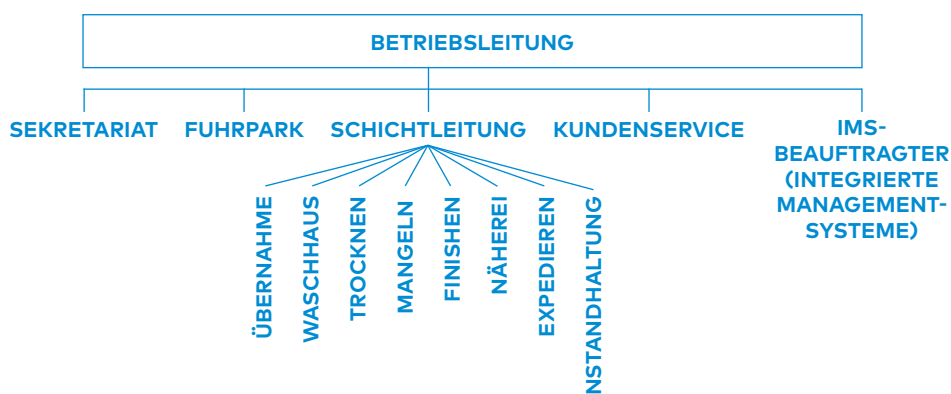 BETRIEBSLEITUNG
SEKRETARIAT
FUHRPARK
SCHICHTLEITUNG
KUNDENSERVICE
IMS-
BEAUFTRAGTER
(INTEGRIERTE
MANAGEMENT-
SYSTEME)
ÜBERNAHME
WASCHHAUS
TROCKNEN
MANGELN
FINISHEN
NÄHEREI
EXPEDIEREN
NSTANDHALTUNG